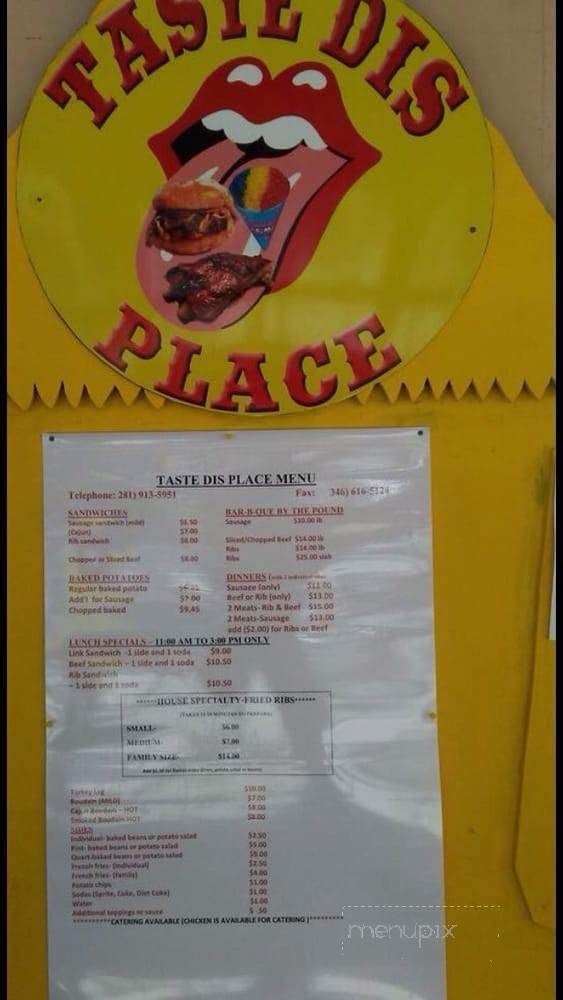 TASTE DIS
PLACE
TASTE DIS PLACE MENU
Telephone: 281) 913-5951 Fax: 346) 616-5124
SANDWICHES
Sausage sandwich (mild) $6.50
(Cajun) $7.00
Rib sandwich $8.00
Chopped or Sliced Beef $8.00
BAR-B-QUE BY THE POUND
Sausage $10.00 lb
Sliced/Chopped Beef $14.00 lb
Ribs $14.00 lb
Ribs $25.00 slab
BAKED POTATOES
Regular baked potato
Add'l for Sausage
Chopped baked $9.45
DINNERS (with 2 individual sides)
Sausage (only) $11.00
Beef or Rib (only) $13.00
2 Meats- Rib & Beef $15.00
2 Meats-Sausage $13.00
add ($2.00) for Ribs or Beef
LUNCH SPECIALS – 11:00 AM TO 3:00 PM ONLY
Link Sandwich -1 side and 1 soda $9.00
Beef Sandwich – 1 side and 1 soda $10.50
Rib Sandwich
– 1 side and 1 soda $10.50
******HOUSE SPECIALTY-FRIED RIBS******
SMALL- $6.00
MEDIUM- $7.00
FAMILY SIZE- $14.00
Turkey Leg $10.00
Boudain (MILD) $7.00
Cajun Boudain – HOT $8.00
Smoked Boudain HOT $8.00
SIDES
Individual- baked beans or potato salad $2.50
Pint- baked beans or potato salad $5.00
Quart-baked beans or potato salad $9.00
French fries- (individual) $2.50
French fries- (family) $4.00
Potato chips $1.00
Sodas (Sprite, Coke, Diet Coke) $1.00
Water $1.00
Additional toppings or sauce $ .50
**********CATERING AVAILABLE (CHICKEN IS AVAILABLE FOR CATERING )*********
menupix